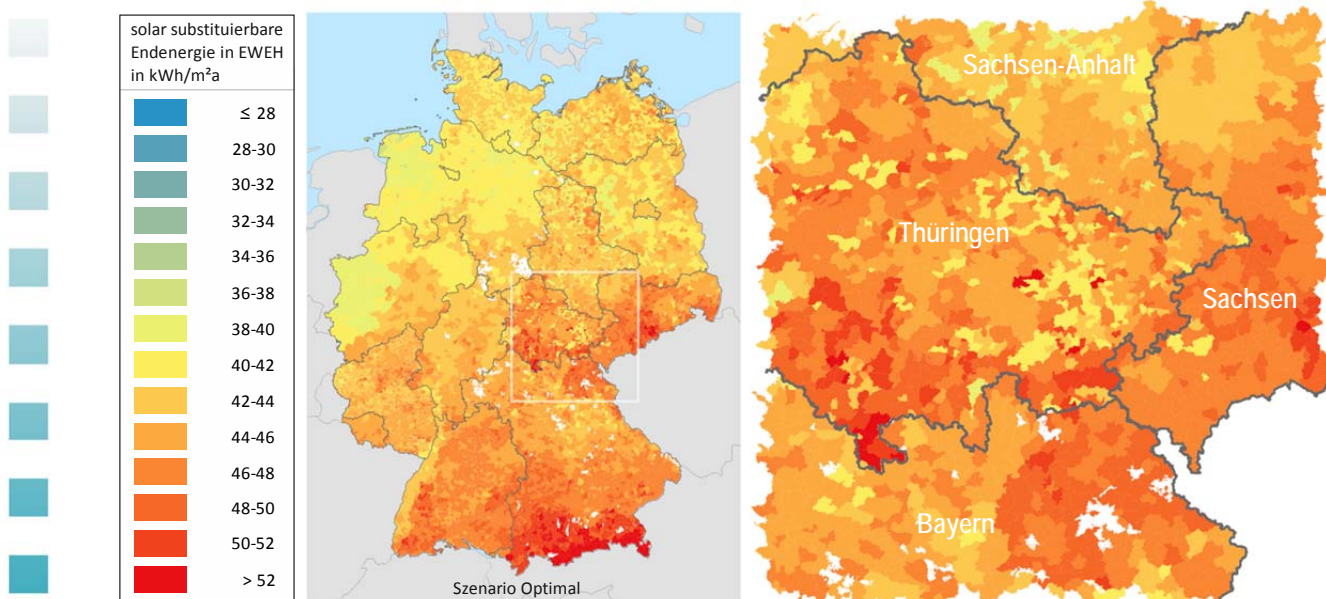 solar substituierbare
Endenergie in EWEH
in kWh/m²a
≤ 28
28-30
30-32
32-34
34-36
36-38
38-40
40-42
42-44
44-46
46-48
48-50
50-52
> 52
Szenario Optimal
Sachsen-Anhalt
Thüringen
Sachsen
Bayern